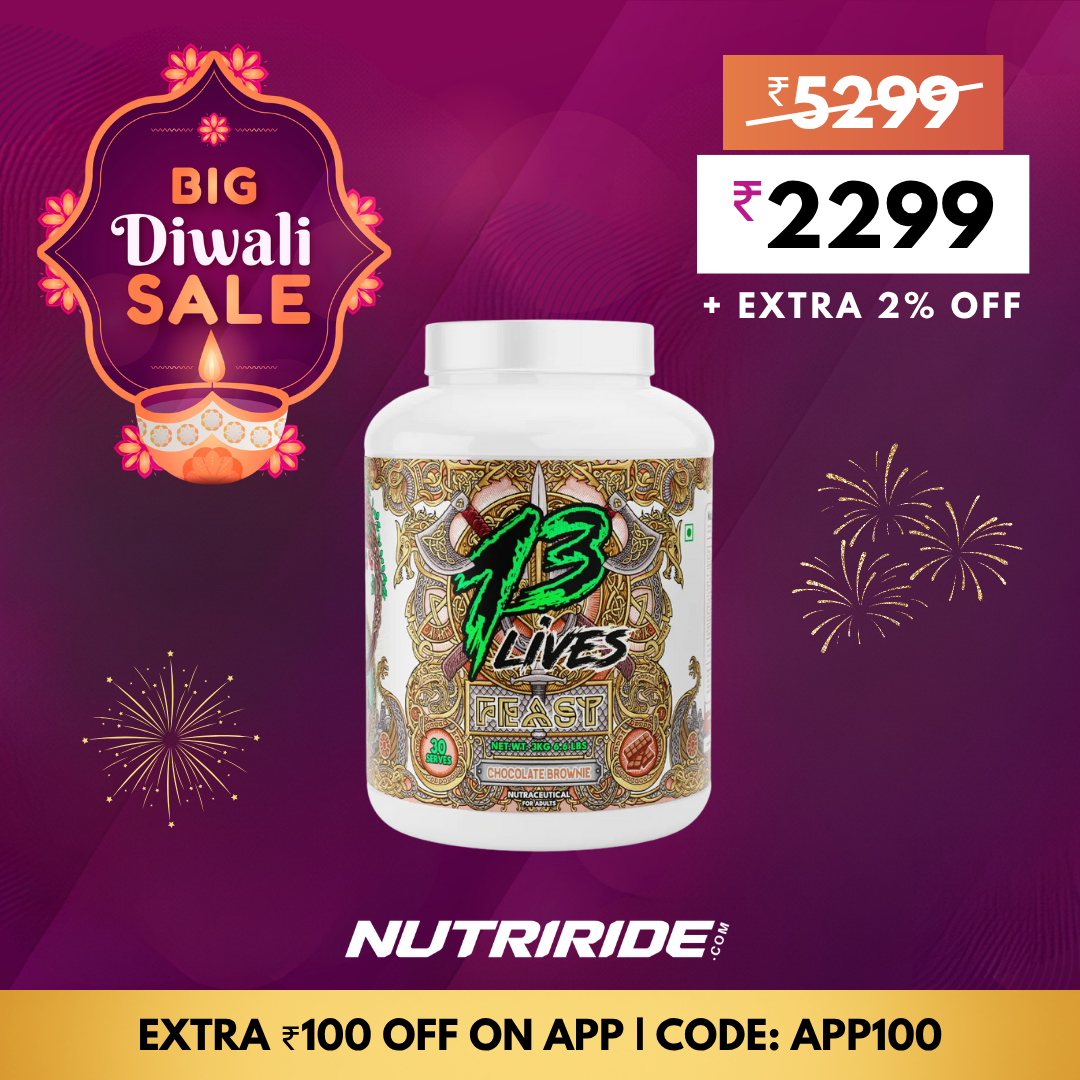 BIG
Diwali
SALE
₹5299
₹2299
+ EXTRA 2% OFF
13
LIVES
FEAST
NET.WT. 3KG 6.6 LBS
30
SERVES
CHOCOLATE BROWNIE
NUTRACEUTICAL
FOR ADULTS
NUTRIRIDE.COM
EXTRA ₹100 OFF ON APP | CODE: APP100